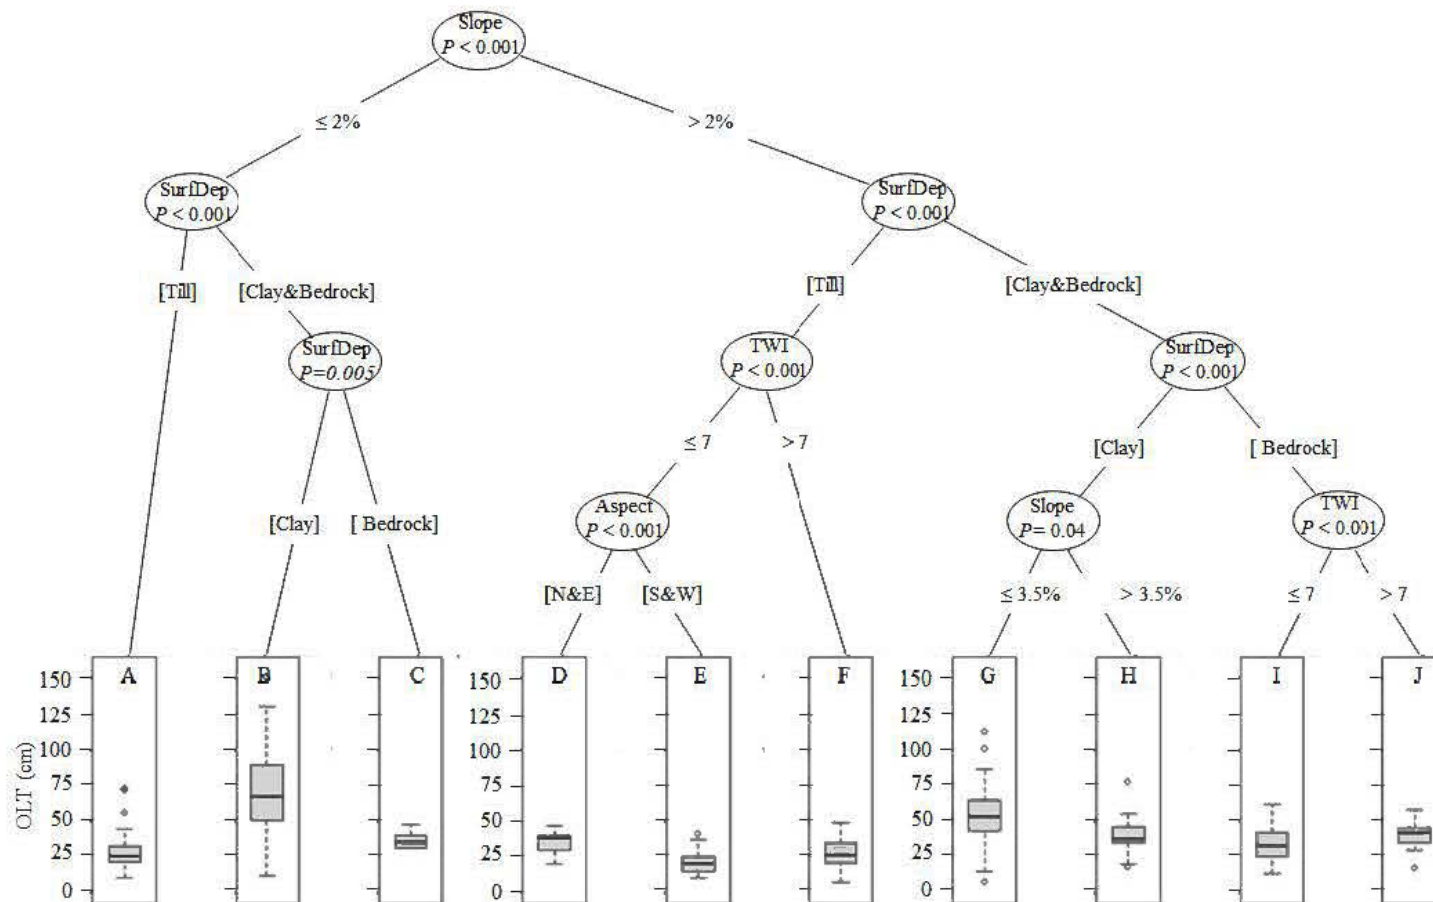 Slope
P < 0.001
≤ 2%
> 2%
SurfDep
P < 0.001
SurfDep
P < 0.001
[Till]
[Clay&Bedrock]
[Till]
[Clay&Bedrock]
SurfDep
P=0.005
TWI
P < 0.001
SurfDep
P < 0.001
≤ 7
> 7
[Clay]
[ Bedrock]
[Clay]
[ Bedrock]
Aspect
P < 0.001
Slope
P= 0.04
TWI
P < 0.001
[N&E]
[S&W]
≤ 3.5%
> 3.5%
≤ 7
> 7
A
B
C
D
E
F
G
H
I
J
OLT (cm)
150
125
100
75
50
25
0
150
125
100
75
50
25
0
150
125
100
75
50
25
0